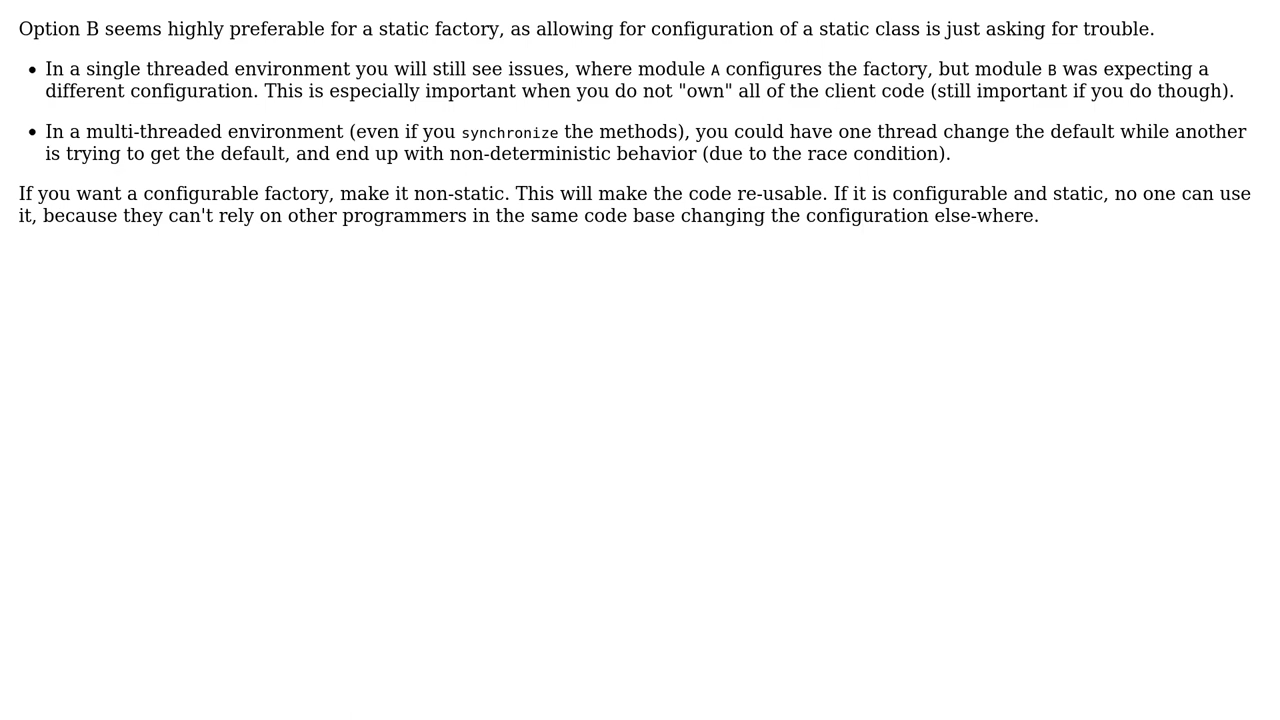 Option B seems highly preferable for a static factory, as allowing for configuration of a static class is just asking for trouble.
• In a single threaded environment you will still see issues, where module A configures the factory, but module B was expecting a
different configuration. This is especially important when you do not "own" all of the client code (still important if you do though).
• In a multi-threaded environment (even if you synchronize the methods), you could have one thread change the default while another
is trying to get the default, and end up with non-deterministic behavior (due to the race condition).
If you want a configurable factory, make it non-static. This will make the code re-usable. If it is configurable and static, no one can use
it, because they can't rely on other programmers in the same code base changing the configuration else-where.